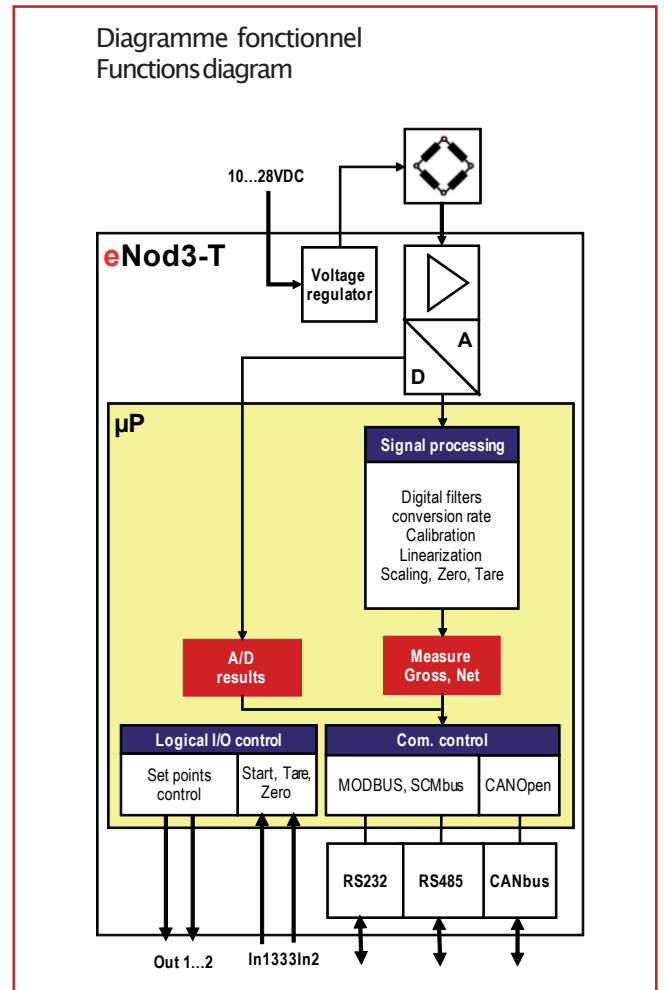 Diagramme fonctionnel
Functions diagram
10...28VDC
eNod3-T
Voltage
regulator
A
D
µP
Signal processing
Digital filters
conversion rate
Calibration
Linearization
Scaling, Zero, Tare
A/D
results
Measure
Gross, Net
Logical I/O control
Set points
control
Start, Tare,
Zero
Com. control
MODBUS, SCMbus
CANOpen
RS232
RS485
CANbus
Out 1...2
In1333In2